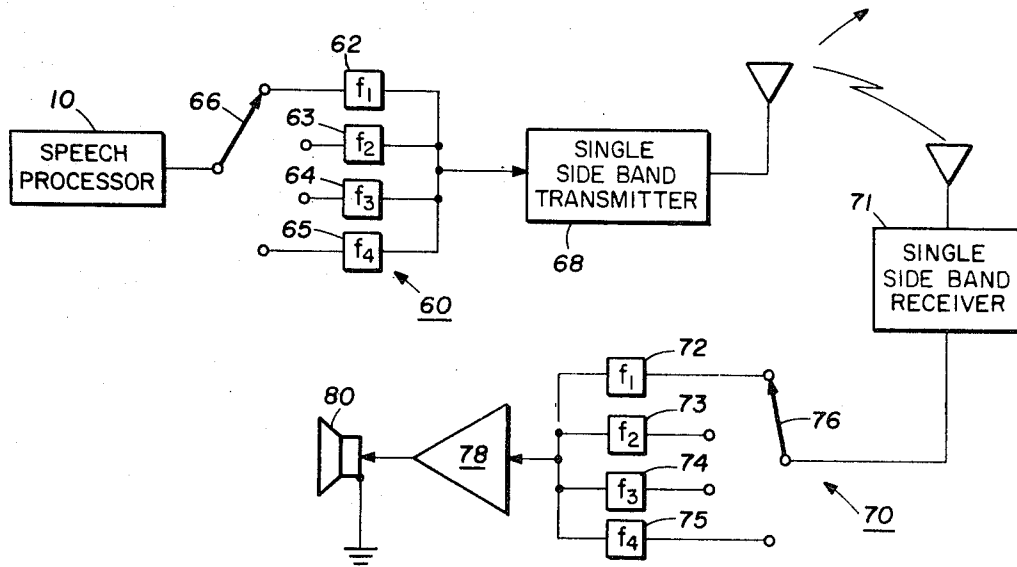 62
10
66
f1
SPEECH
PROCESSOR
63
f2
64
f3
65
f4
60
SINGLE
SIDE BAND
TRANSMITTER
68
71
SINGLE
SIDE BAND
RECEIVER
72
f1
73
f2
74
f3
75
f4
76
70
78
80